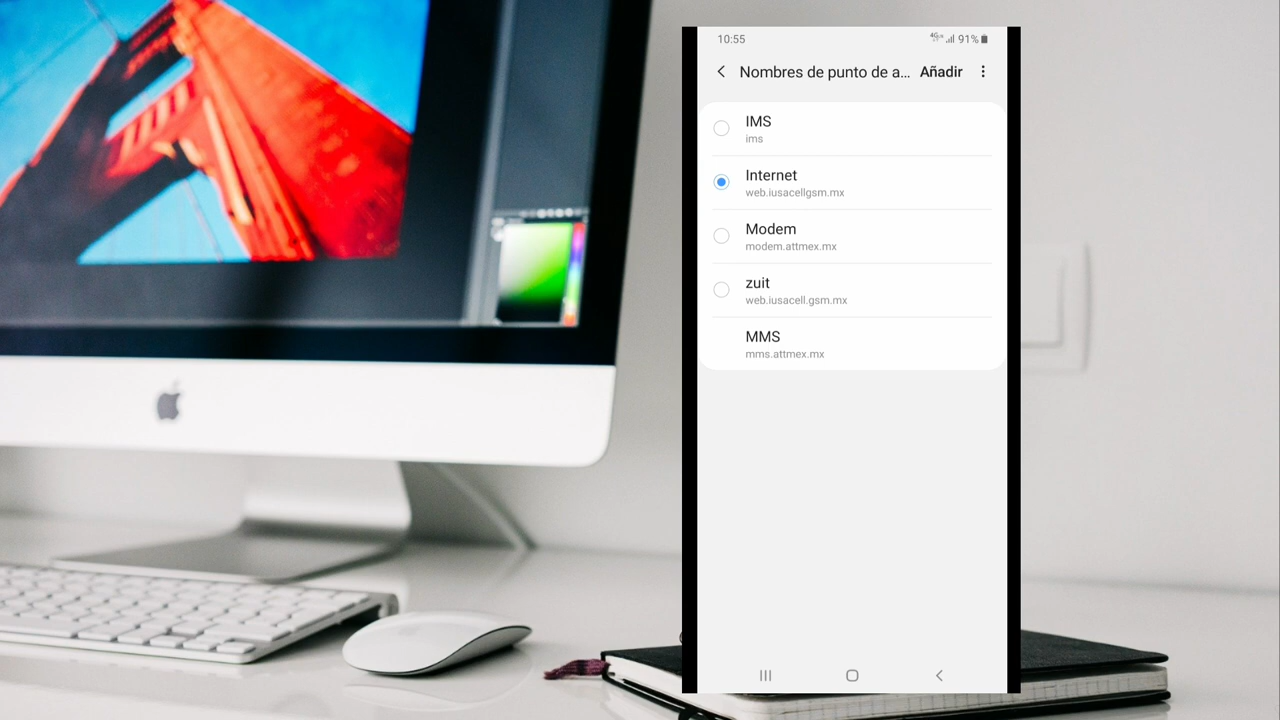 10:55
4G 91%
Nombres de punto de a... Añadir
IMS
ims
Internet
web.iusacellgsm.mx
Modem
modem.attmex.mx
zuit
web.iusacell.gsm.mx
MMS
mms.attmex.mx